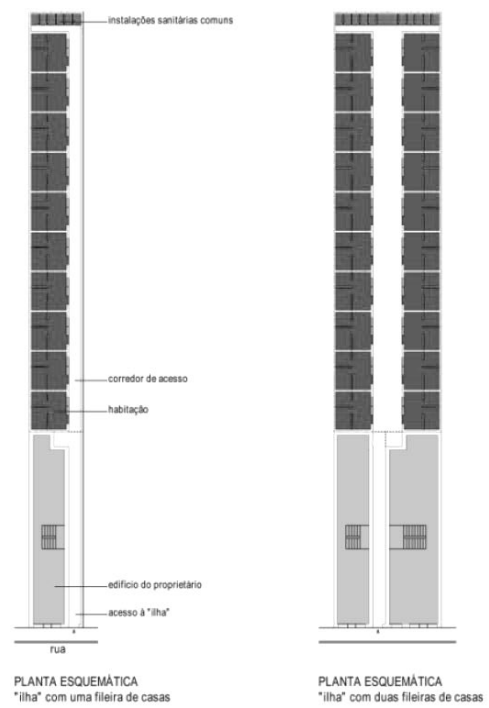 instalações sanitárias comuns
corredor de acesso
habitação
edifício do proprietário
acesso à "ilha"
rua
PLANTA ESQUEMÁTICA
"ilha" com uma fileira de casas
PLANTA ESQUEMÁTICA
"ilha" com duas fileiras de casas